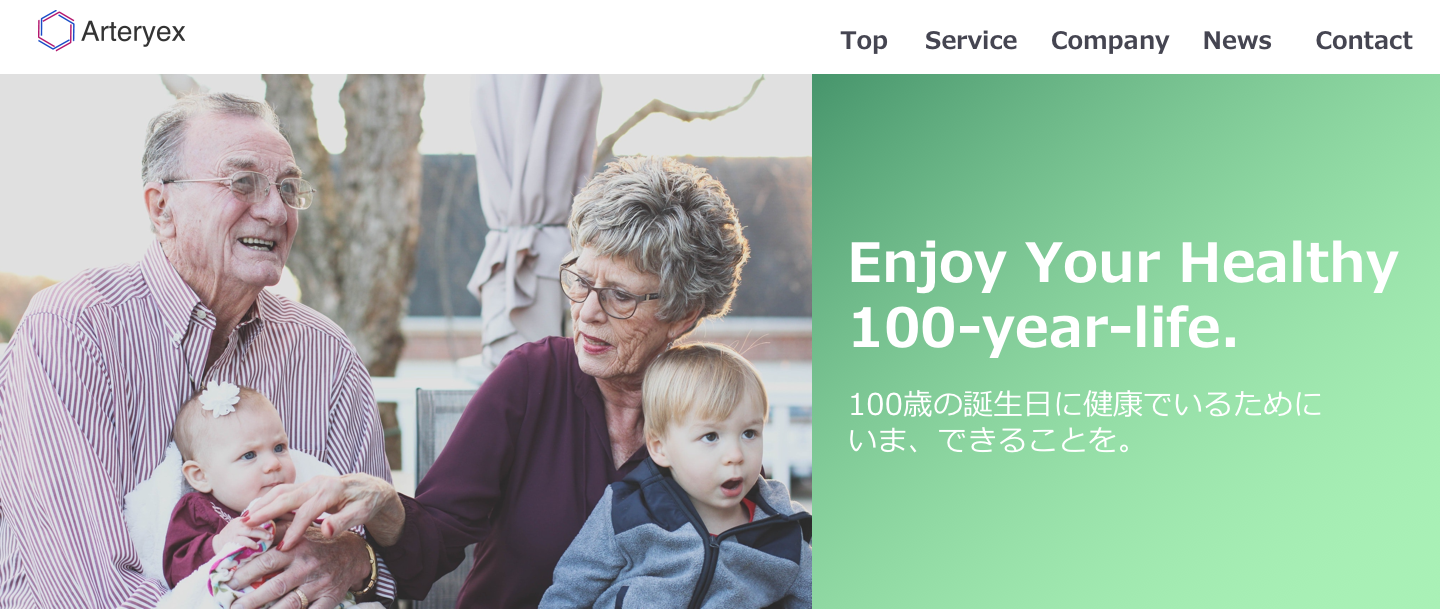 Arteryex
Top Service Company News Contact
Enjoy Your Healthy
100-year-life.
100歳の誕生日に健康でいるために
いま、できることを。